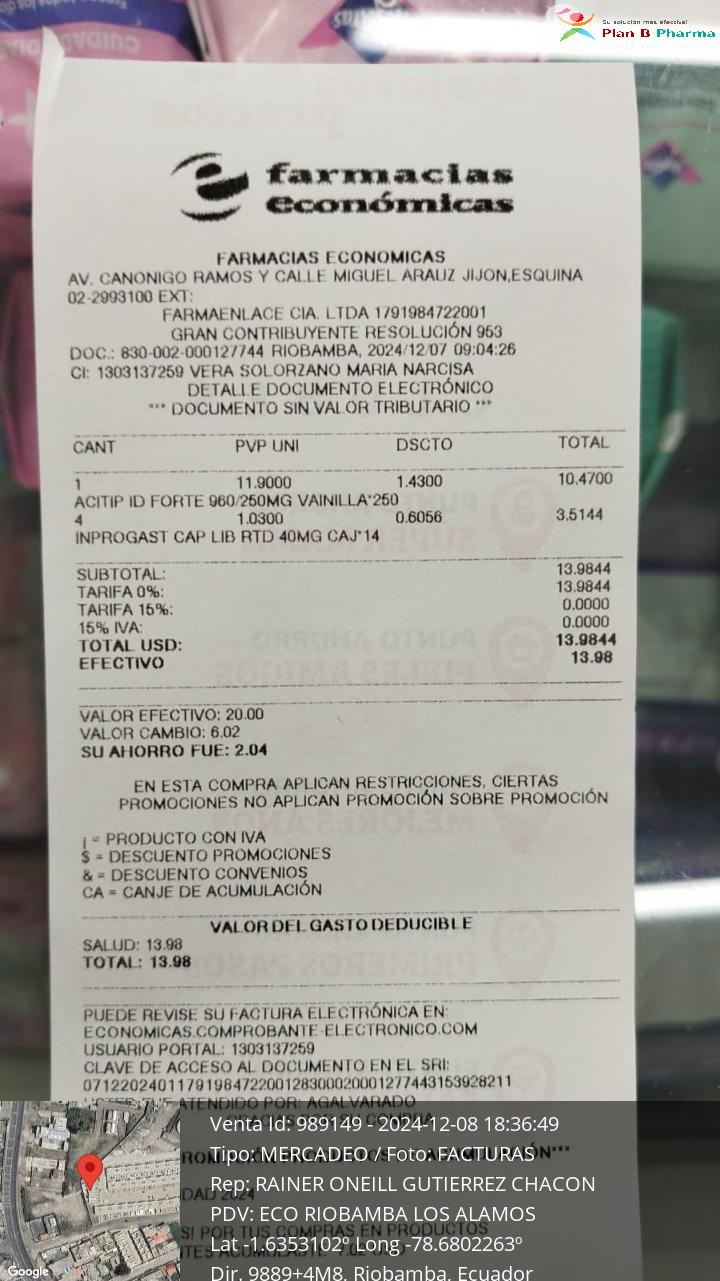 Su solución más efectiva!
Plan B Pharma
farmacias
económicas
FARMACIAS ECONOMICAS
AV. CANONIGO RAMOS Y CALLE MIGUEL ARAUZ JIJON,ESQUINA
02-2993100 EXT:
FARMAENLACE CIA. LTDA 1791984722001
GRAN CONTRIBUYENTE RESOLUCIÓN 953
DOC.: 830-002-000127744 RIOBAMBA, 2024/12/07 09:04:26
CI: 1303137259 VERA SOLORZANO MARIA NARCISA
DETALLE DOCUMENTO ELECTRÓNICO
*** DOCUMENTO SIN VALOR TRIBUTARIO ***
CANT PVP UNI DSCTO TOTAL
1 11.9000 1.4300 10.4700
ACITIP ID FORTE 960/250MG VAINILLA*250
4 1.0300 0.6056 3.5144
INPROGAST CAP LIB RTD 40MG CAJ*14
SUBTOTAL: 13.9844
TARIFA 0%: 13.9844
TARIFA 15%: 0.0000
15% IVA: 0.0000
TOTAL USD: 13.9844
EFECTIVO 13.98
VALOR EFECTIVO: 20.00
VALOR CAMBIO: 6.02
SU AHORRO FUE: 2.04
EN ESTA COMPRA APLICAN RESTRICCIONES, CIERTAS
PROMOCIONES NO APLICAN PROMOCIÓN SOBRE PROMOCIÓN
¡ = PRODUCTO CON IVA
$ = DESCUENTO PROMOCIONES
& = DESCUENTO CONVENIOS
CA = CANJE DE ACUMULACIÓN
VALOR DEL GASTO DEDUCIBLE
SALUD: 13.98
TOTAL: 13.98
PUEDE REVISE SU FACTURA ELECTRÓNICA EN:
ECONOMICAS.COMPROBANTE-ELECTRONICO.COM
USUARIO PORTAL: 1303137259
CLAVE DE ACCESO AL DOCUMENTO EN EL SRI:
0712202401179198472200128300020001277443153928211
ATENDIDO POR: AGALVARADO
Venta Id: 989149 - 2024-12-08 18:36:49
Tipo: MERCADEO / Foto: FACTURAS
Rep: RAINER ONEILL GUTIERREZ CHACON
PDV: ECO RIOBAMBA LOS ALAMOS
Lat -1.6353102º Long -78.6802263º
Dir. 9889+4M8, Riobamba, Ecuador
Google